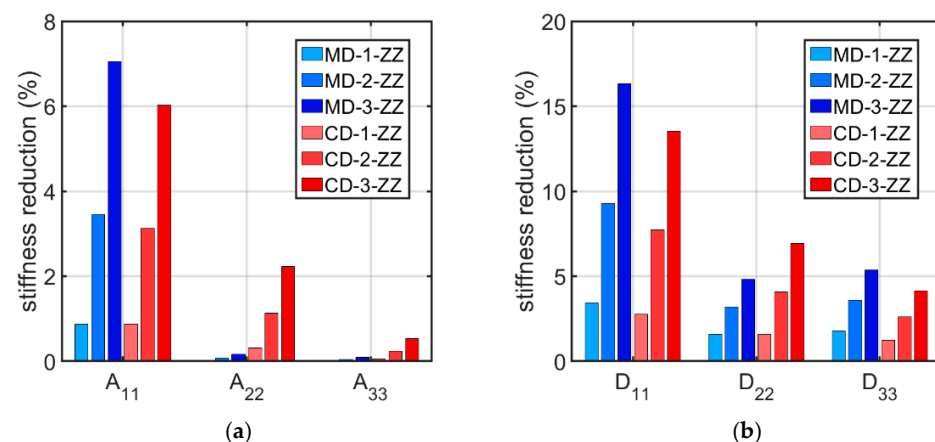 stiffness reduction (%)
8
6
4
2
0
MD-1-ZZ
MD-2-ZZ
MD-3-ZZ
CD-1-ZZ
CD-2-ZZ
CD-3-ZZ
A11
A22
A33
(a)
stiffness reduction (%)
20
15
10
5
0
MD-1-ZZ
MD-2-ZZ
MD-3-ZZ
CD-1-ZZ
CD-2-ZZ
CD-3-ZZ
D11
D22
D33
(b)